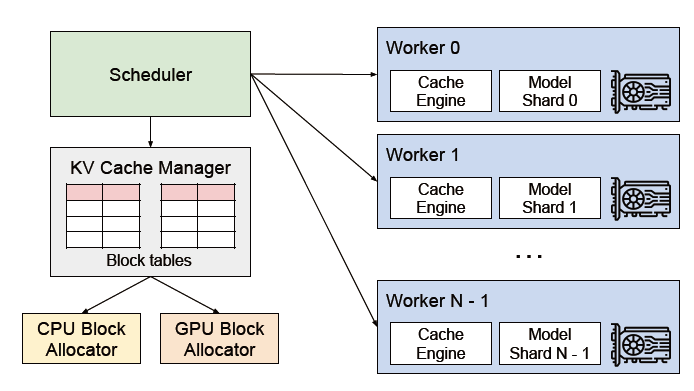 Scheduler
KV Cache Manager
Block tables
CPU Block
Allocator
GPU Block
Allocator
Worker 0
Cache
Engine
Model
Shard 0
Worker 1
Cache
Engine
Model
Shard 1
...
Worker N - 1
Cache
Engine
Model
Shard N - 1